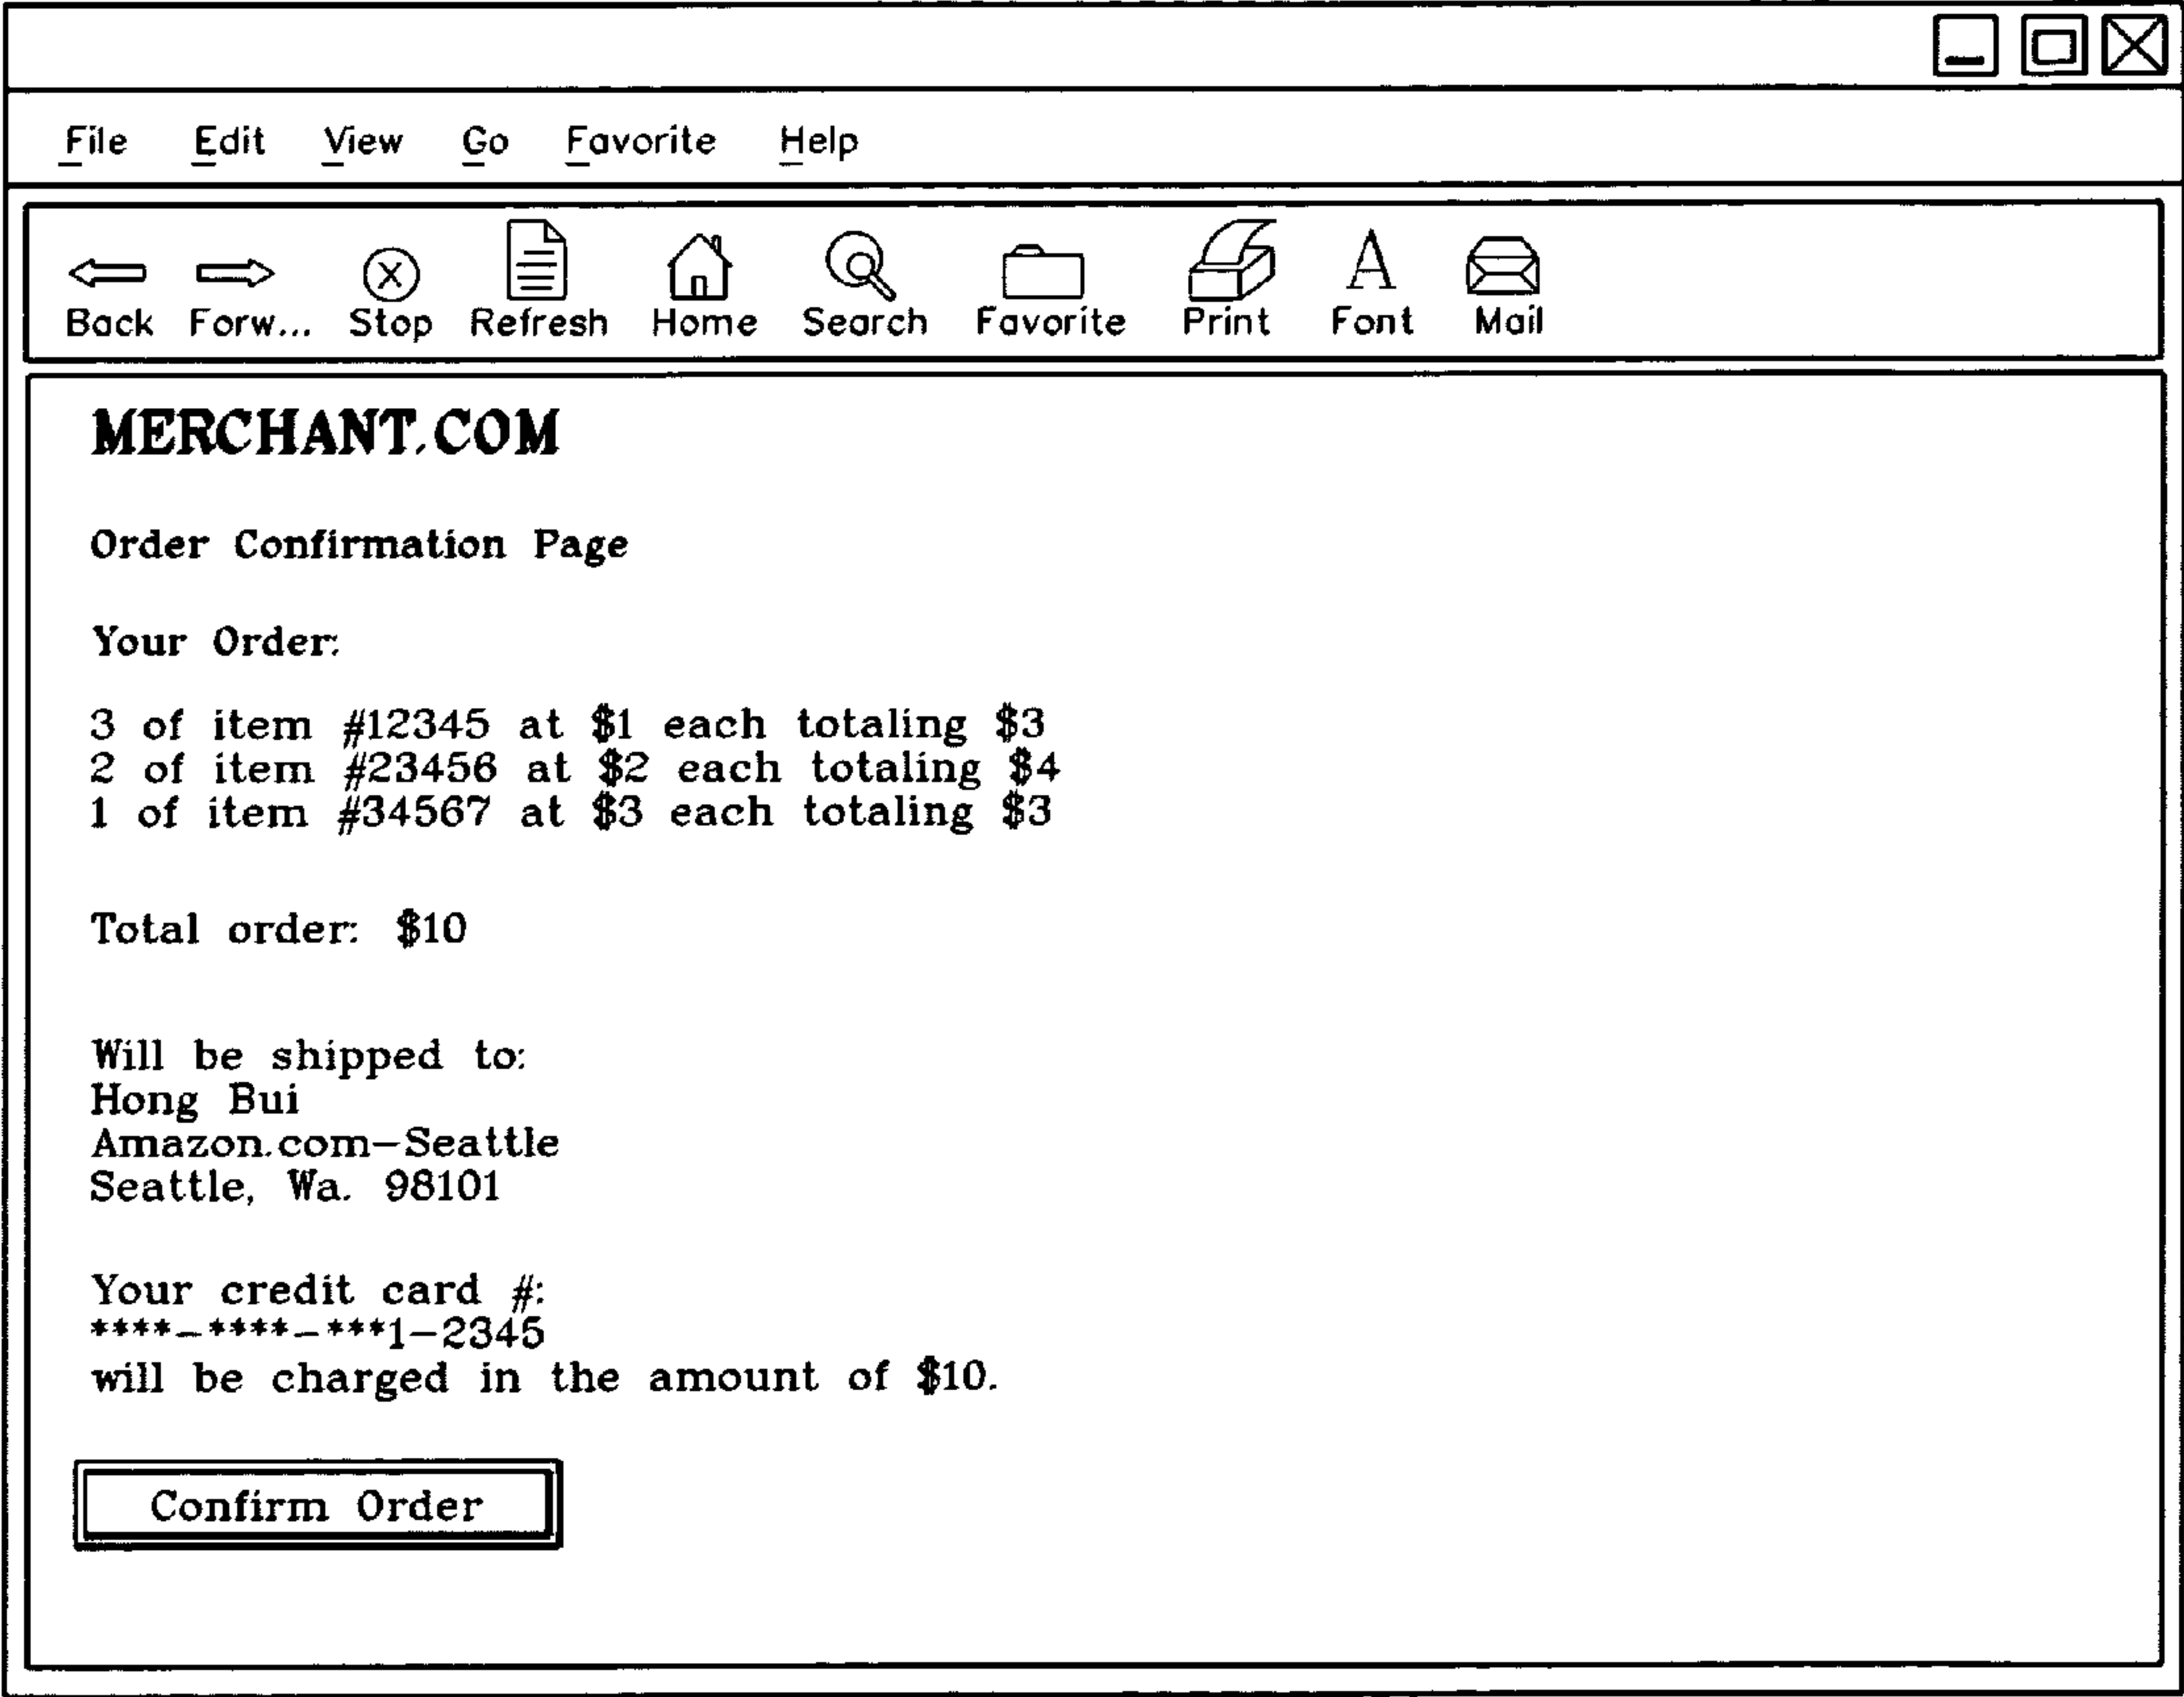 File Edit View Go Favorite Help
Back Forw... Stop Refresh Home Search Favorite Print Font Mail
MERCHANT.COM
Order Confirmation Page
Your Order:
3 of item #12345 at $1 each totaling $3
2 of item #23456 at $2 each totaling $4
1 of item #34567 at $3 each totaling $3
Total order: $10
Will be shipped to:
Hong Bui
Amazon.com-Seattle
Seattle, Wa. 98101
Your credit card #:
****-****-***1-2345
will be charged in the amount of $10.
Confirm Order